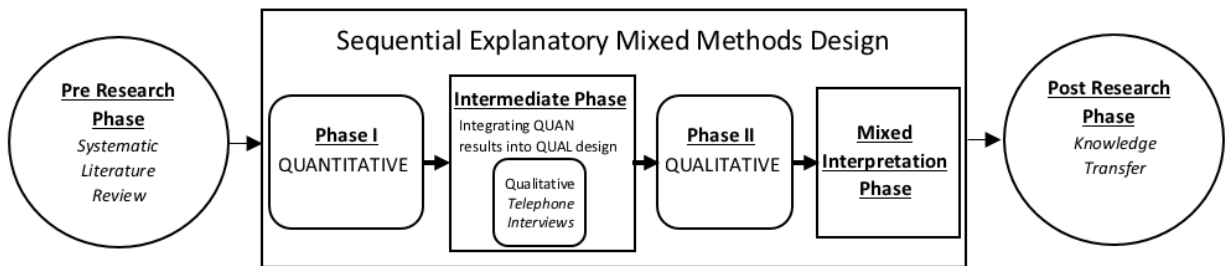 Sequential Explanatory Mixed Methods Design
Pre Research
Phase
Systematic
Literature
Review
Phase I
QUANTITATIVE
Intermediate Phase
Integrating QUAN
results into QUAL design
Qualitative
Telephone
Interviews
Phase II
QUALITATIVE
Mixed
Interpretation
Phase
Post Research
Phase
Knowledge
Transfer